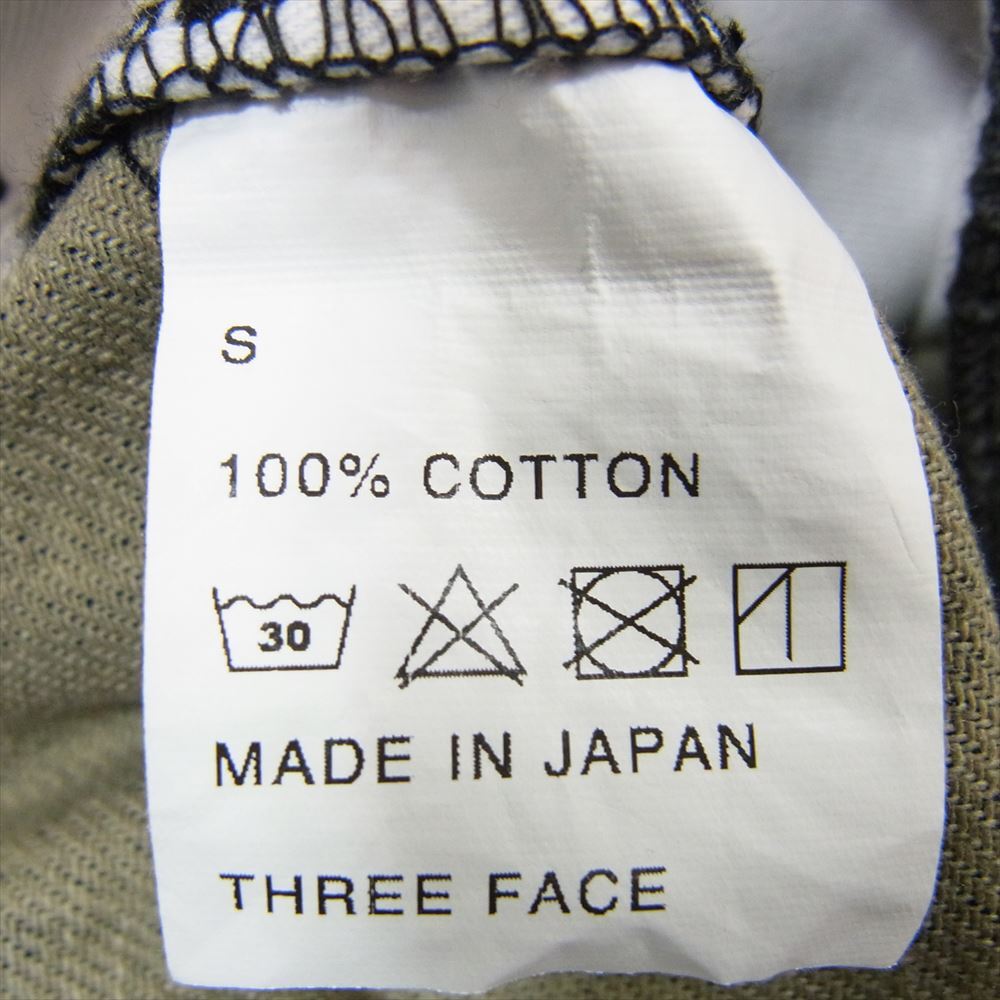 S
100% COTTON
30
MADE IN JAPAN
THREE FACE